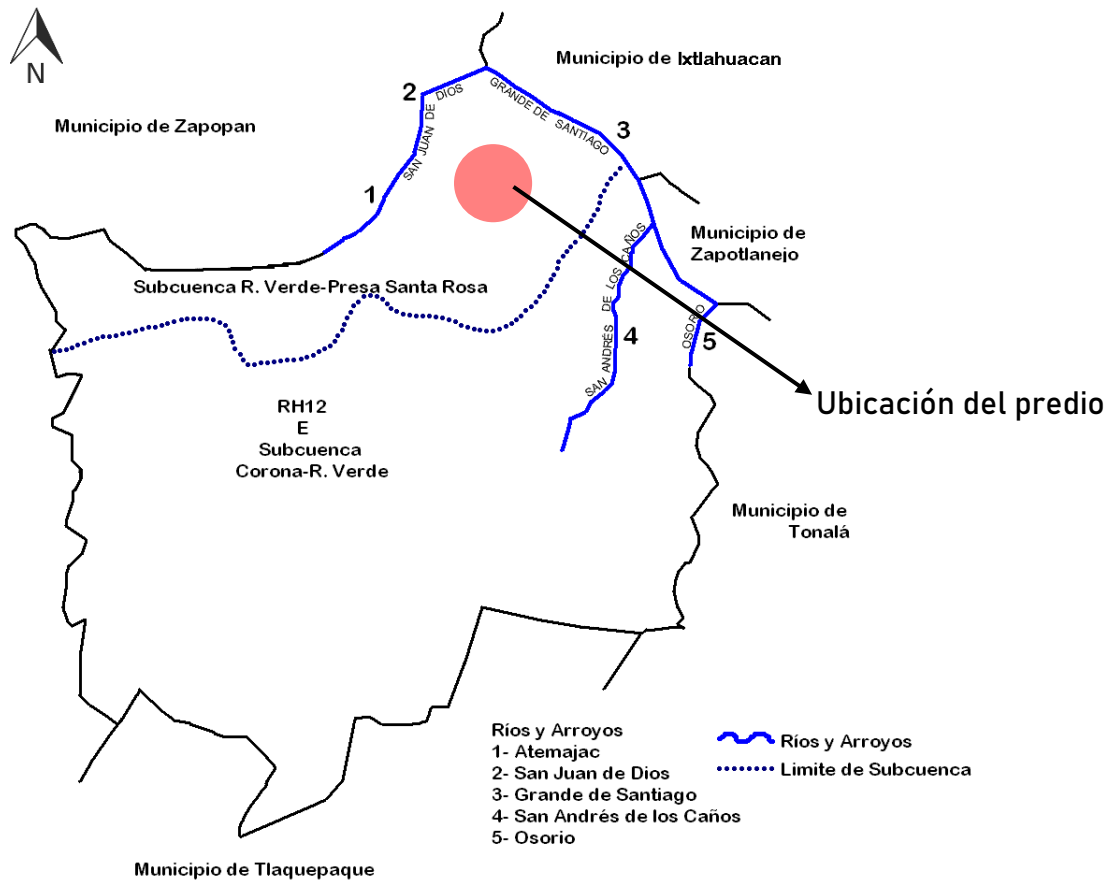 N
Municipio de Ixtlahuacan
Municipio de Zapopan
2
SAN JUAN DE DIOS
GRANDE DE SANTIAGO
3
1
Municipio de
Zapotlanejo
Subcuenca R. Verde-Presa Santa Rosa
SAN ANDRÉS DE LOS CAÑOS
4
OSORIO
5
Ubicación del predio
RH12
E
Subcuenca
Corona-R. Verde
Municipio de
Tonalá
Ríos y Arroyos
1- Atemajac
2- San Juan de Dios
3- Grande de Santiago
4- San Andrés de los Caños
5- Osorio
Ríos y Arroyos
Limite de Subcuenca
Municipio de Tlaquepaque